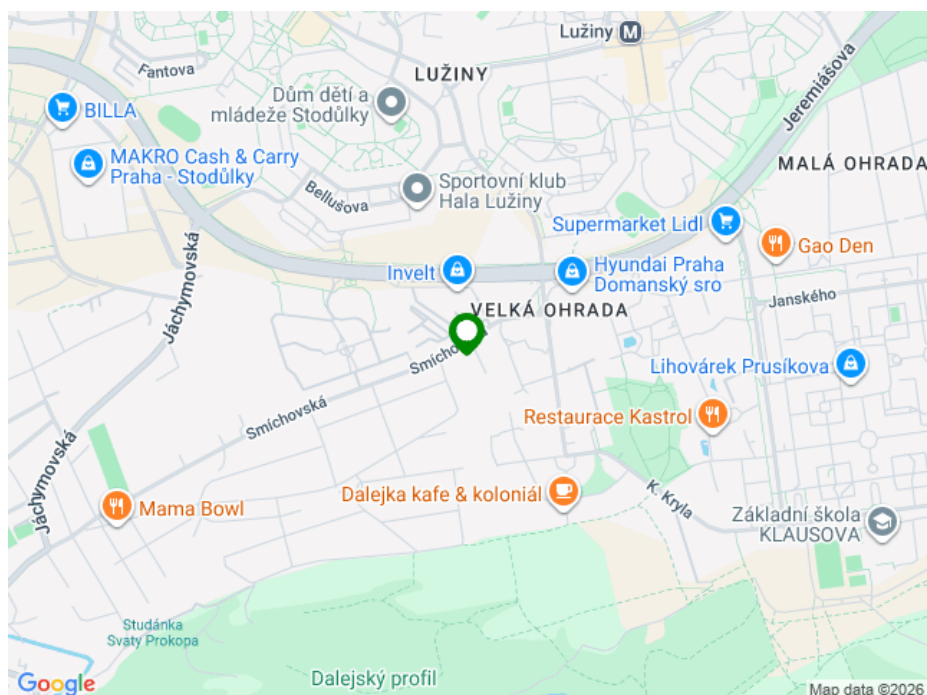 Lužiny
Fantova
LUŽINY
Jeremiášova
Dům dětí a
mládeže Stodůlky
BILLA
MAKRO Cash & Carry
Praha - Stodůlky
MALÁ OHRADA
Bellušova
Sportovní klub
Hala Lužiny
Supermarket Lidl
Gao Den
Jáchymovská
Invelt
Hyundai Praha
Domanský sro
Janského
VELKÁ OHRADA
Smíchovská
Lihovárek Prusíkova
Restaurace Kastrol
Jáchymovská
Dalejka kafe & koloniál
K. Kryla
Mama Bowl
Základní škola
KLAUSOVA
Studánka
Svaty Prokopa
Dalejský profil
Google
Map data ©2026